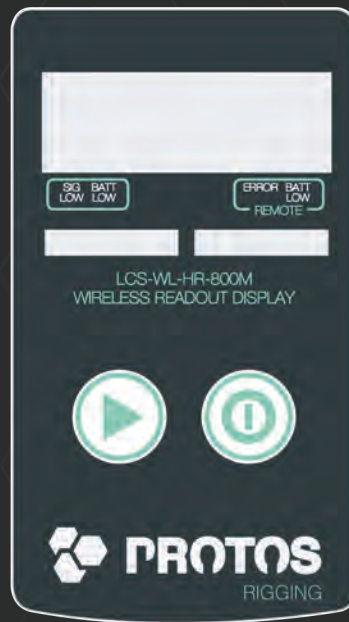 SIG BATT
LOW LOW
ERROR BATT
LOW
REMOTE
LCS-WL-HR-800M
WIRELESS READOUT DISPLAY
PROTOS
RIGGING